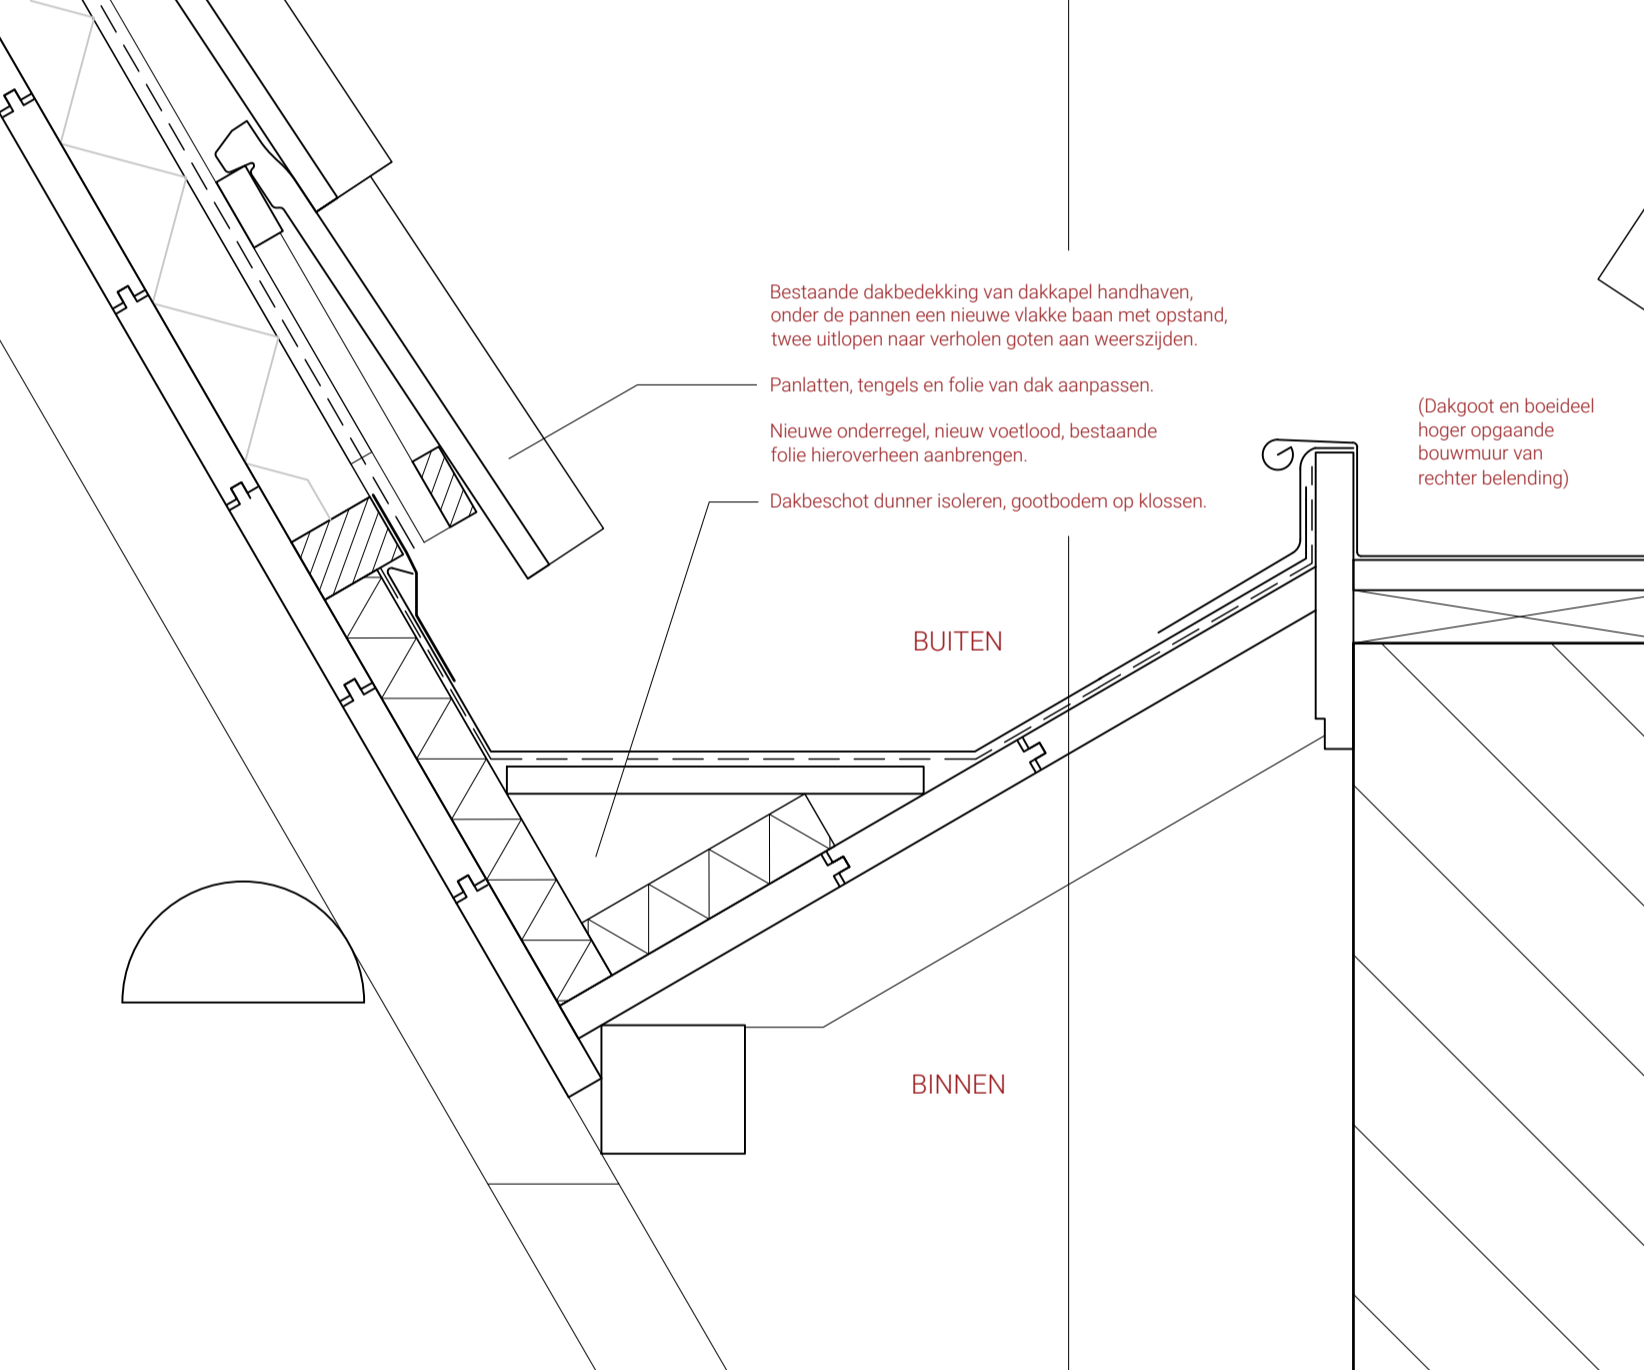 Bestaande dakbedekking van dakkapel handhaven,
onder de pannen een nieuwe vlakke baan met opstand,
twee uitlopen naar verholen goten aan weerszijden.
Panlatten, tengels en folie van dak aanpassen.
Nieuwe onderregel, nieuw voetlood, bestaande
folie hieroverheen aanbrengen.
Dakbeschot dunner isoleren, gootbodem op klossen.
(Dakgoot en boeideel
hoger opgaande
bouwmuur van
rechter belending)
BUITEN
BINNEN